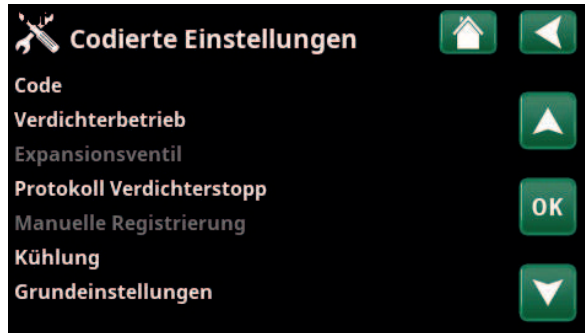 Codierte Einstellungen
Code
Verdichterbetrieb
Expansionsventil
Protokoll Verdichterstopp
Manuelle Registrierung
OK
Kühlung
Grundeinstellungen